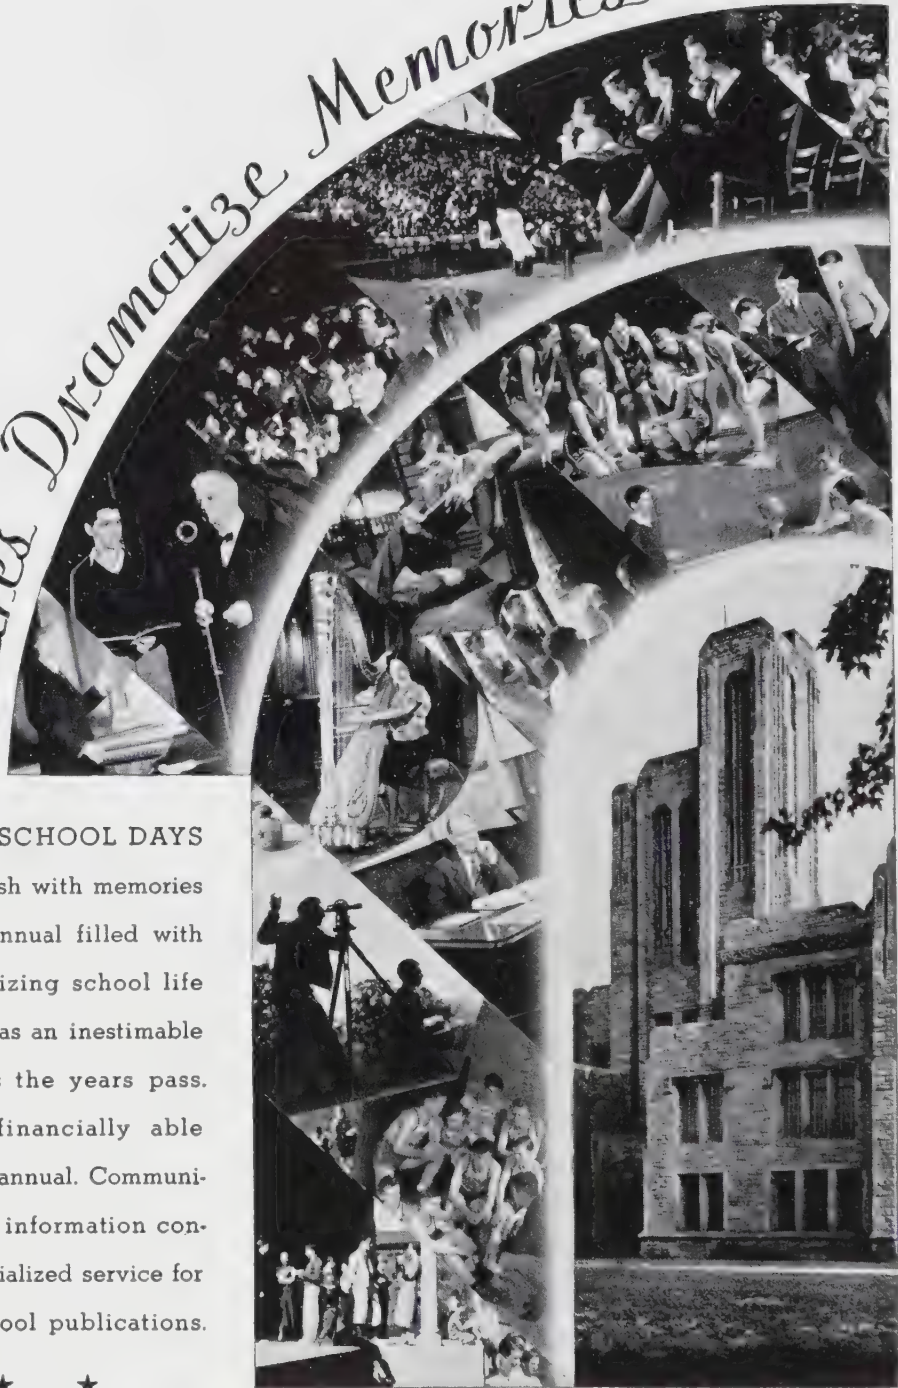 Dramatize Memories
SCHOOL DAYS
sh with memories
nnual filled with
izing school life
as an inestimable
s the years pass.
financially able
annual. Communi-
information con-
ialized service for
ool publications.